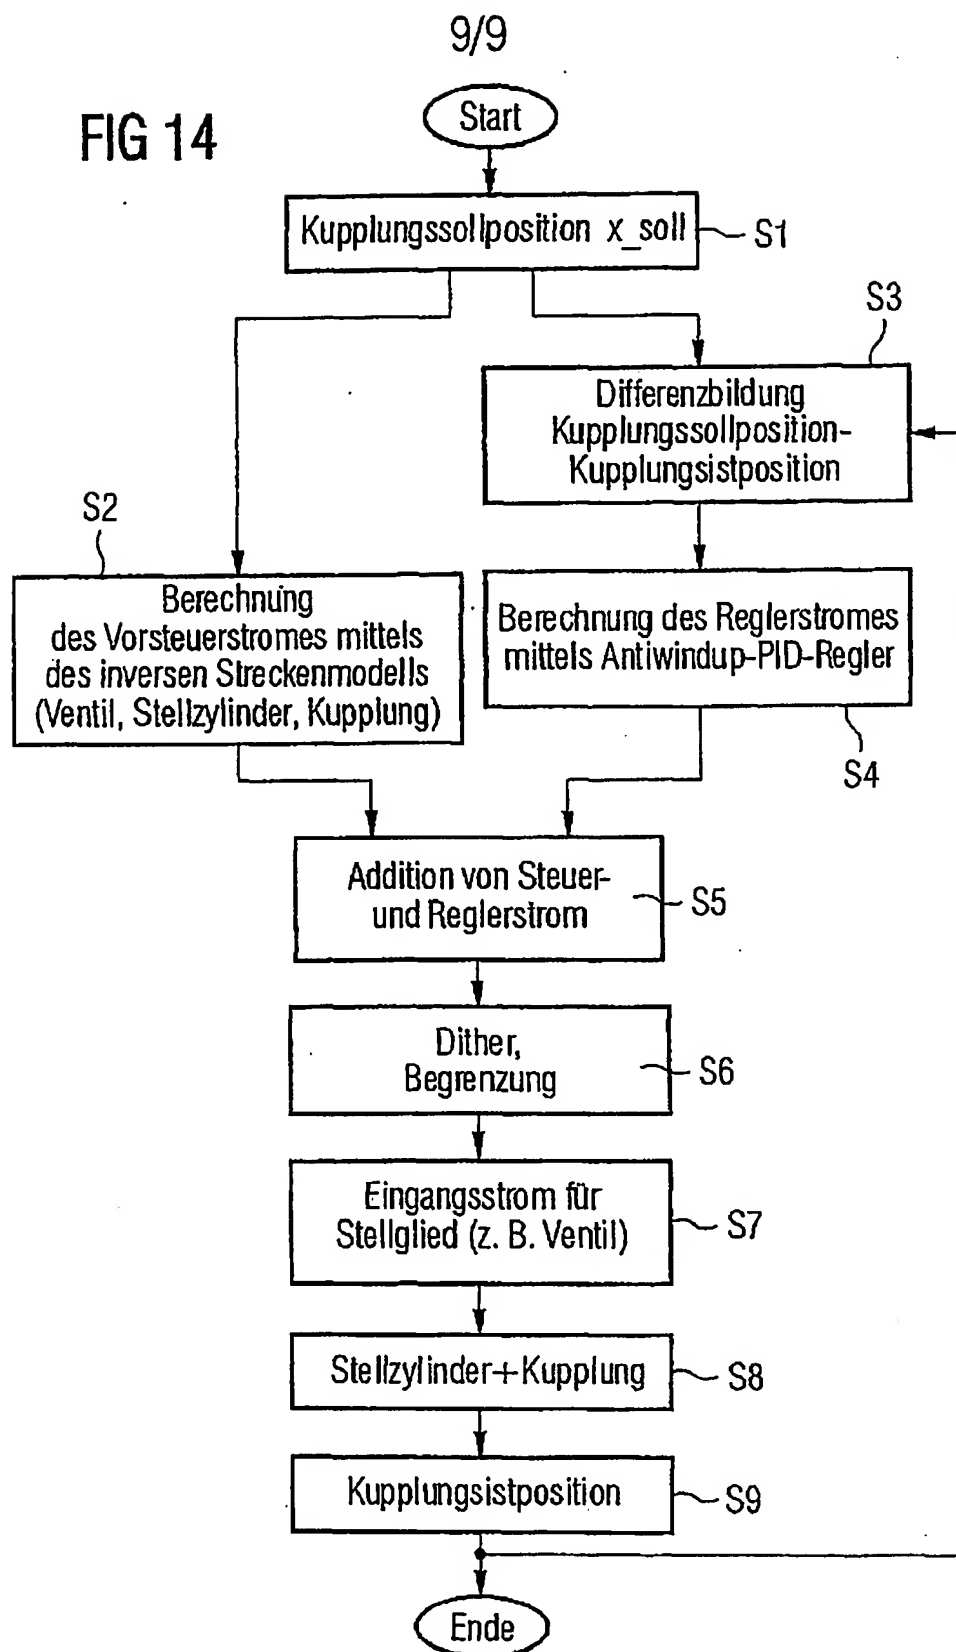 9/9
FIG 14
Start
Kupplungssollposition x_soll
S1
S3
Differenzbildung
Kupplungssollposition-
Kupplungsistposition
S2
Berechnung
des Vorsteuerstromes mittels
des inversen Streckenmodells
(Ventil, Stellzylinder, Kupplung)
Berechnung des Reglerstromes
mittels Antiwindup-PID-Regler
S4
Addition von Steuer-
und Reglerstrom
S5
Dither,
Begrenzung
S6
Eingangsstrom für
Stellglied (z. B. Ventil)
S7
Stellzylinder+Kupplung
S8
Kupplungsistposition
S9
Ende